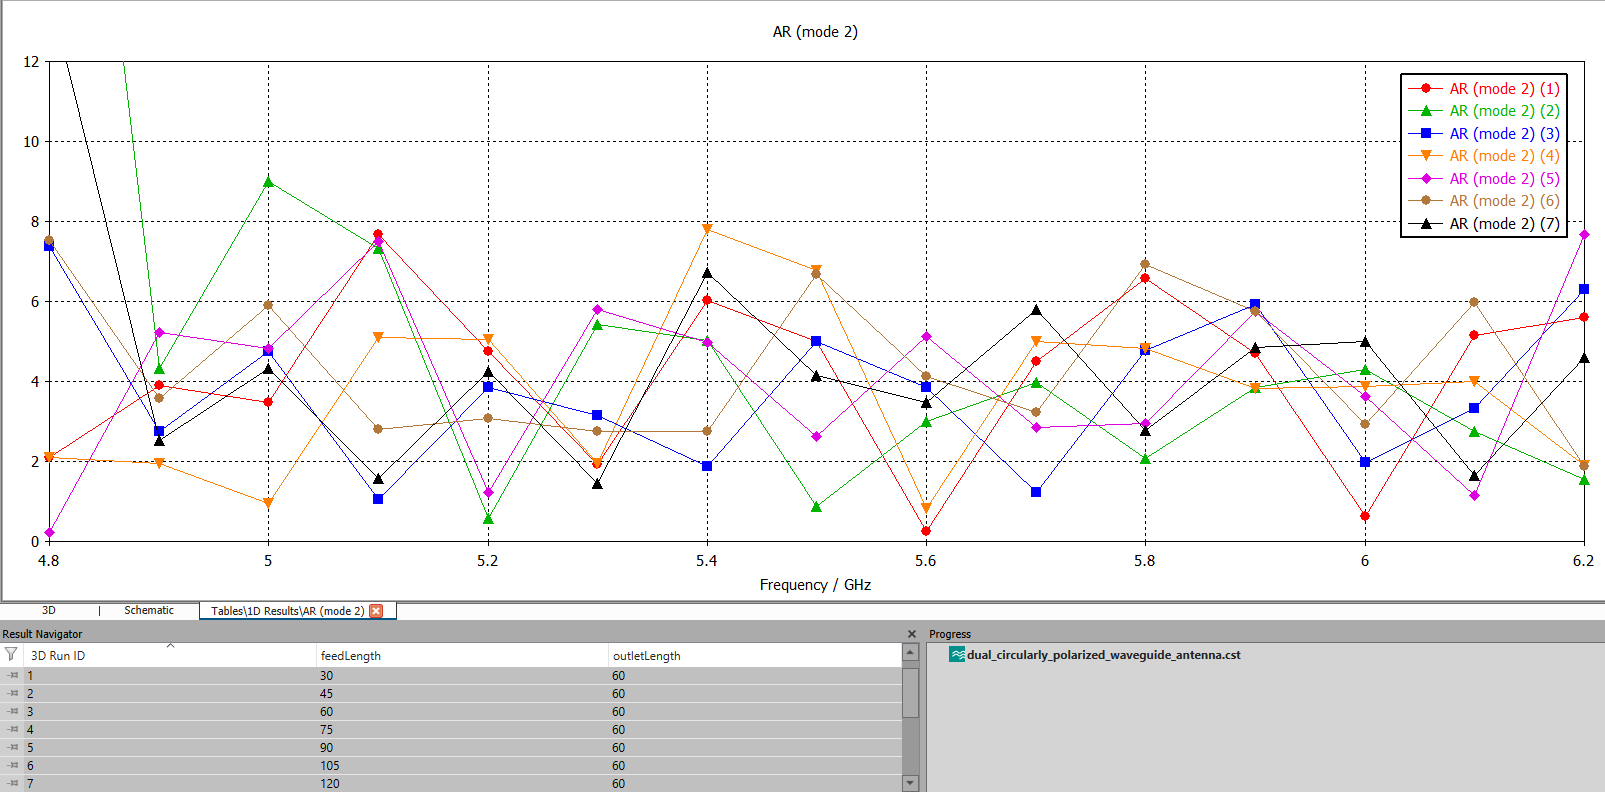 AR (mode 2)
12
10
8
6
4
2
0
AR (mode 2) (1)
AR (mode 2) (2)
AR (mode 2) (3)
AR (mode 2) (4)
AR (mode 2) (5)
AR (mode 2) (6)
AR (mode 2) (7)
4.8 5 5.2 5.4 5.6 5.8 6 6.2
Frequency / GHz
3D | Schematic Tables\1D Results\AR (mode 2)
Result Navigator
3D Run ID feedLength outletLength
1 30 60
2 45 60
3 60 60
4 75 60
5 90 60
6 105 60
7 120 60
Progress
dual_circularly_polarized_waveguide_antenna.cst